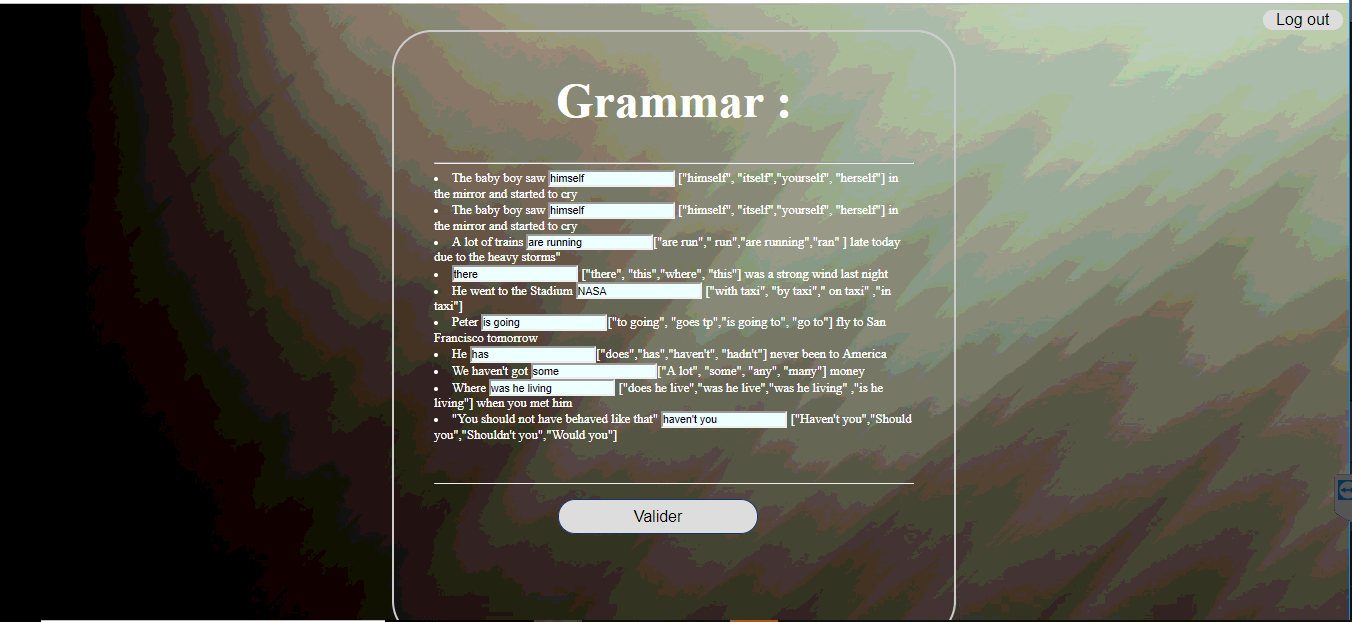 Log out
Grammar :
• The baby boy saw himself ["himself", "itself","yourself", "herself"] in
the mirror and started to cry
• The baby boy saw himself ["himself", "itself","yourself", "herself"] in
the mirror and started to cry
• A lot of trains are running ["are run"," run","are running","ran" ] late today
due to the heavy storms"
• there ["there", "this","where", "this"] was a strong wind last night
• He went to the Stadium NASA ["with taxi", "by taxi"," on taxi" ,"in
taxi"]
• Peter is going ["to going", "goes tp","is going to", "go to"] fly to San
Francisco tomorrow
• He has ["does","has","haven't", "hadn't"] never been to America
• We haven't got some ["A lot", "some", "any", "many"] money
• Where was he living ["does he live","was he live","was he living" ,"is he
living"] when you met him
• "You should not have behaved like that" haven't you ["Haven't you","Should
you","Shouldn't you","Would you"]
Valider